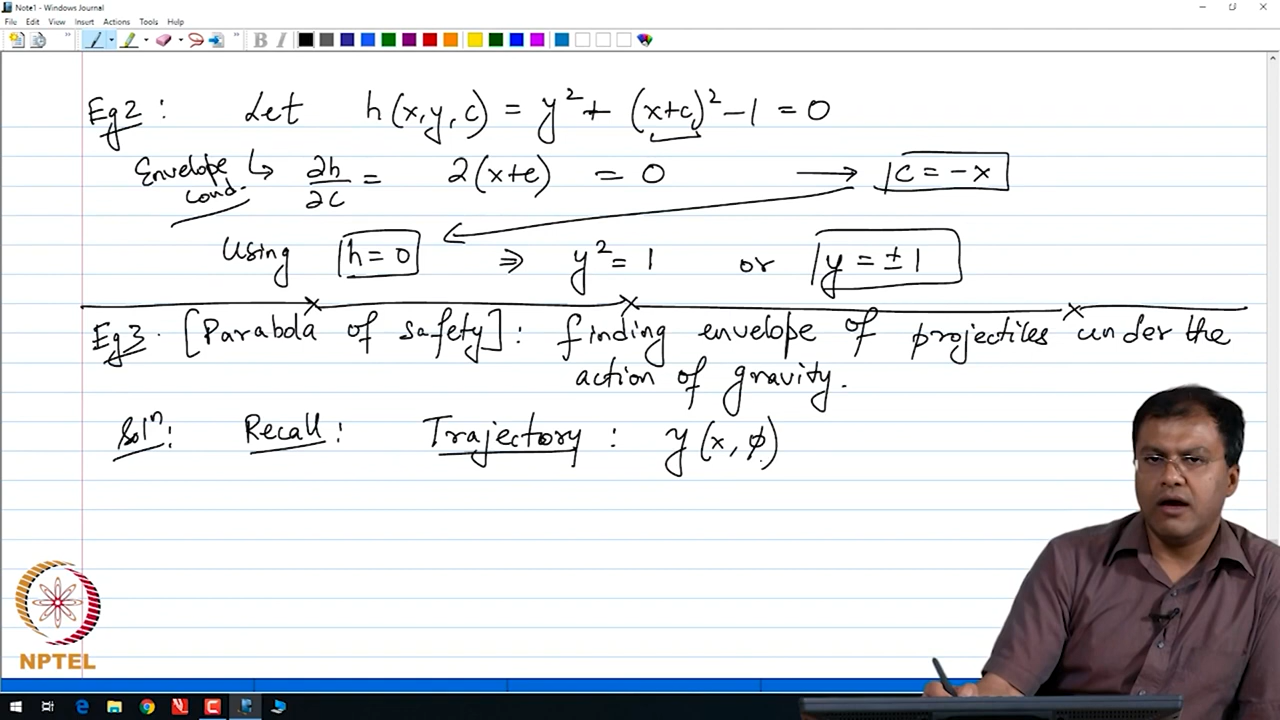 Note1 - Windows Journal
File Edit View Insert Actions Tools Help
B I
Eg2 : Let h(x,y,c) = y² + (x+c)² - 1 = 0
Envelope cond. ↳ ∂h/∂c = 2(x+c) = 0 → c = -x
Using h = 0 ⇒ y² = 1 or y = ±1
Eg3. [Parabola of safety] : finding envelope of projectiles under the
action of gravity.
Solⁿ: Recall : Trajectory : y(x, φ)
NPTEL